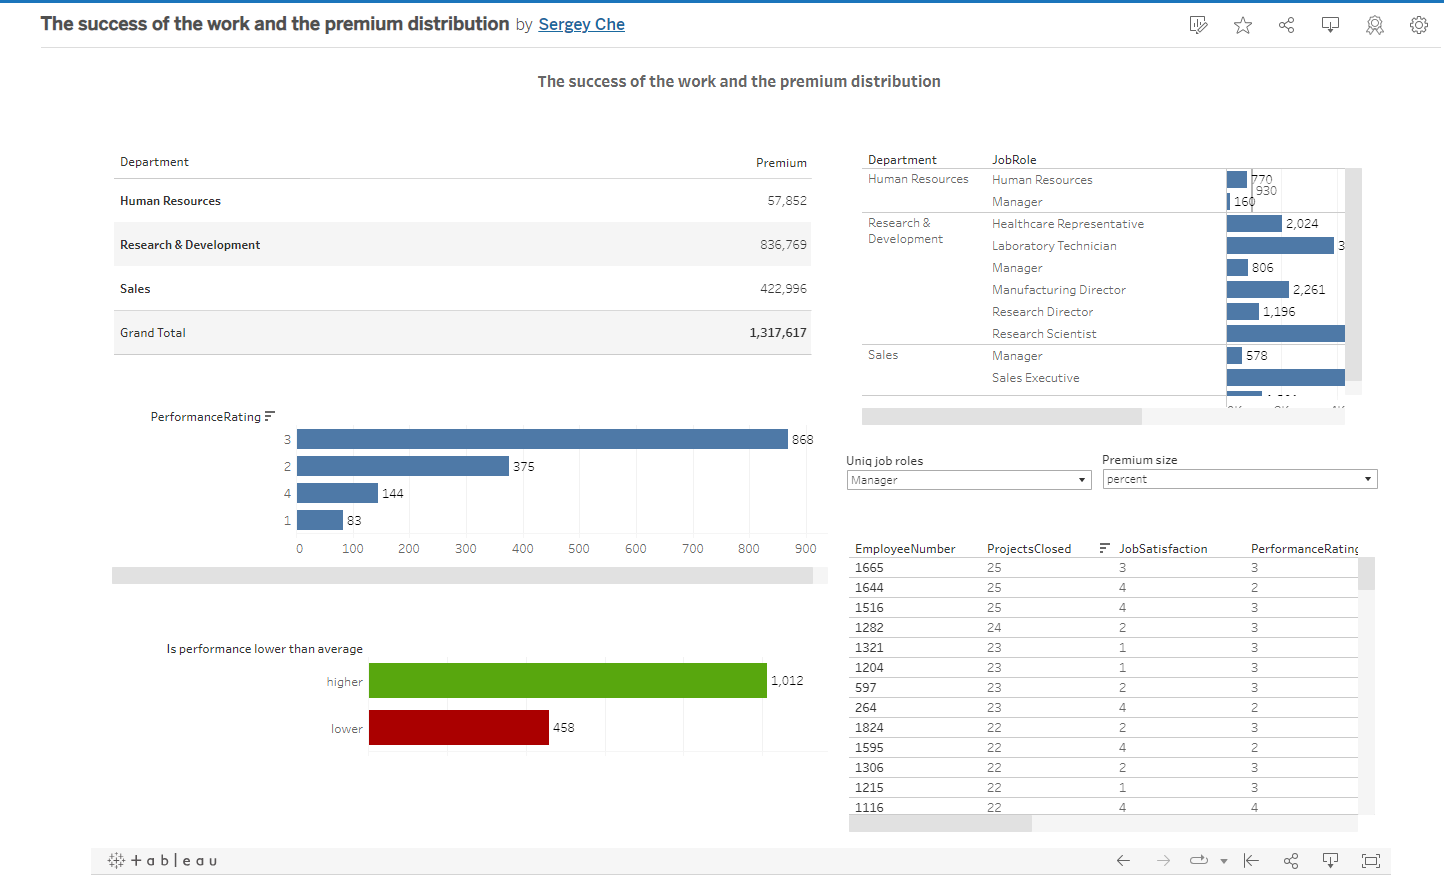 The success of the work and the premium distribution by Sergey Che
The success of the work and the premium distribution
Department Premium
Human Resources 57,852
Research & Development 836,769
Sales 422,996
Grand Total 1,317,617
Department JobRole
Human Resources Human Resources 770
930
Manager 160
Research & Development Healthcare Representative 2,024
Laboratory Technician 3
Manager 806
Manufacturing Director 2,261
Research Director 1,196
Research Scientist
Sales Manager 578
Sales Executive
PerformanceRating
3 868
2 375
4 144
1 83
0 100 200 300 400 500 600 700 800 900
Uniq job roles Premium size
Manager percent
EmployeeNumber ProjectsClosed JobSatisfaction PerformanceRating
1665 25 3 3
1644 25 4 2
1516 25 4 3
1282 24 2 3
1321 23 1 3
1204 23 1 3
597 23 2 3
264 23 4 2
1824 22 2 3
1595 22 4 2
1306 22 2 3
1215 22 1 3
1116 22 4 4
Is performance lower than average
higher 1,012
lower 458
+ableau